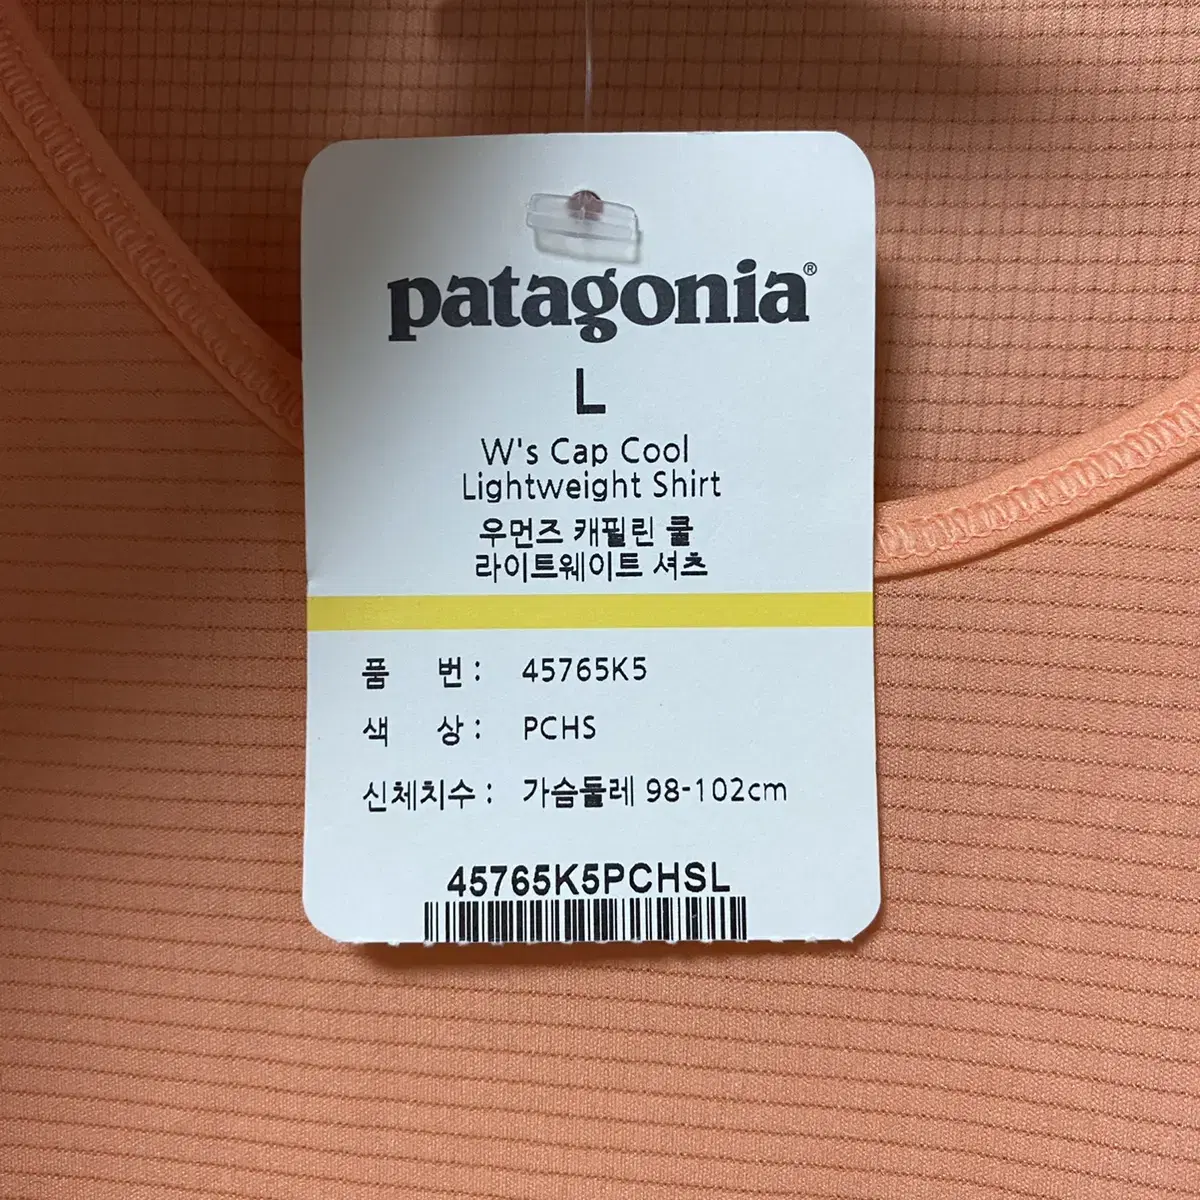 patagonia®
L
W's Cap Cool
Lightweight Shirt
우먼즈 캐필린 쿨
라이트웨이트 셔츠
품 번 : 45765K5
색 상 : PCHS
신체치수 : 가슴둘레 98-102cm
45765K5PCHSL